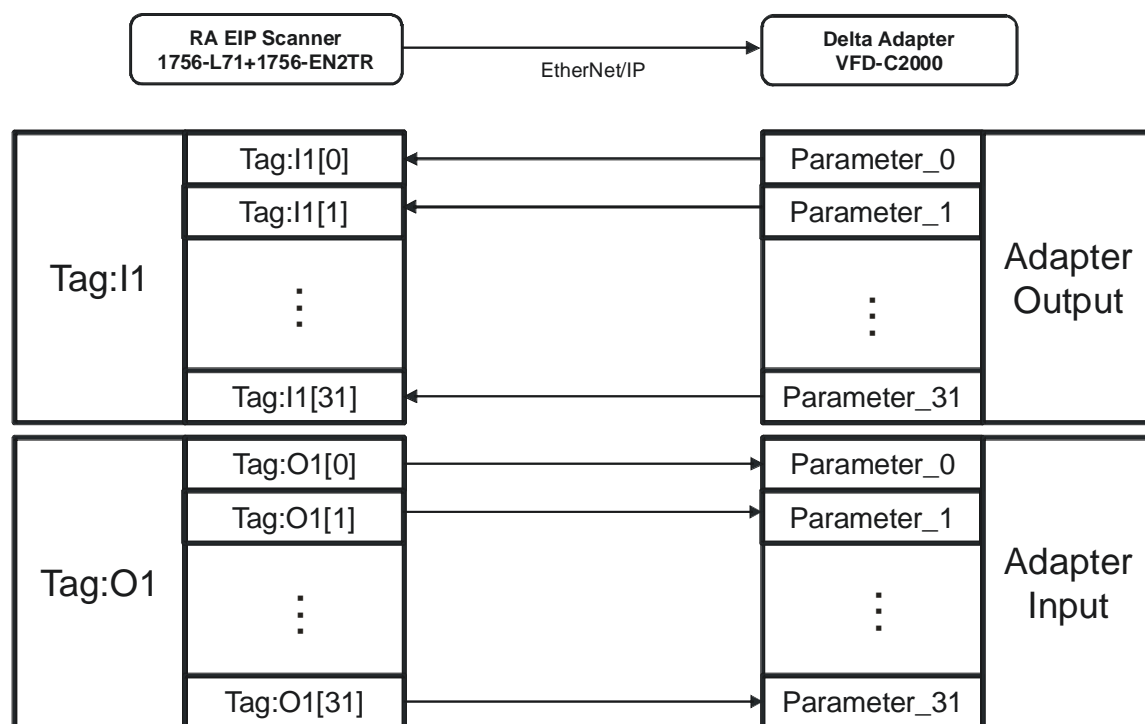 RA EIP Scanner
1756-L71+1756-EN2TR
EtherNet/IP
Delta Adapter
VFD-C2000
Tag:I1
Tag:I1[0]
Tag:I1[1]
⋮
Tag:I1[31]
Parameter_0
Parameter_1
⋮
Parameter_31
Adapter
Output
Tag:O1
Tag:O1[0]
Tag:O1[1]
⋮
Tag:O1[31]
Parameter_0
Parameter_1
⋮
Parameter_31
Adapter
Input